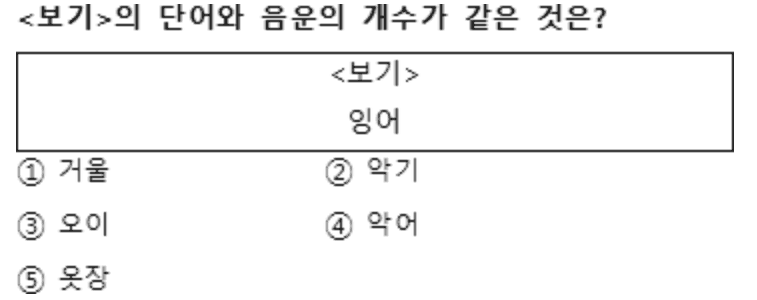 <보기>의 단어와 음운의 개수가 같은 것은?
<보기>
잉어
① 거울 ② 악기
③ 오이 ④ 악어
⑤ 옷장